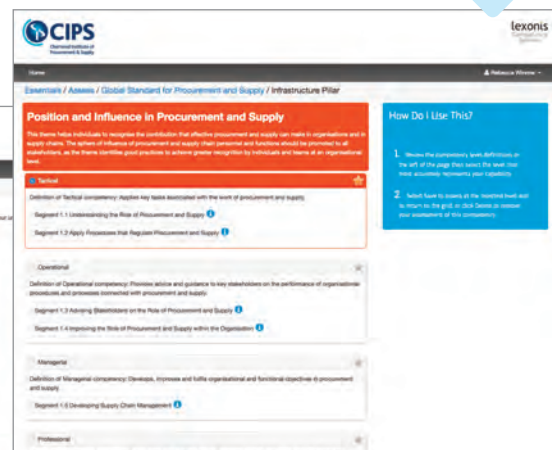 CIPS
Chartered Institute of
Procurement & Supply
lexonis
Home
Rebecca
Essentials / Assess / Global Standard for Procurement and Supply / Infrastructure Pillar
Position and Influence in Procurement and Supply
This theme helps individuals to recognise the contribution that effective procurement and supply can make in organisations and in
supply chains. The sphere of influence of procurement and supply chain personnel and functions should be promoted to all
stakeholders, as the theme identifies good practices to achieve greater recognition by individuals and teams at an organisational
level.
How Do I Use This?
1. Review the competency level definitions in
the left of the page then select the level that
most accurately represents your capability.
2. Select Save to assess at the selected level and
to return to the grid, or click Delete to remove
your assessment of this competency.
Tactical
Definition of Tactical competency: Applies key tasks associated with the work of procurement and supply.
Segment 1.1 Understanding the Role of Procurement and Supply
Segment 1.2 Apply Processes that Regulate Procurement and Supply
Operational
Definition of Operational competency: Provides advice and guidance to key stakeholders on the performance of organisational
procedures and processes connected with procurement and supply.
Segment 1.3 Advising Stakeholders on the Role of Procurement and Supply
Segment 1.4 Improving the Role of Procurement and Supply within the Organisation
Managerial
Definition of Managerial competency: Develops, improves and fulfils organisational and functional objectives in procurement
and supply.
Segment 1.5 Developing Supply Chain Management
Professional